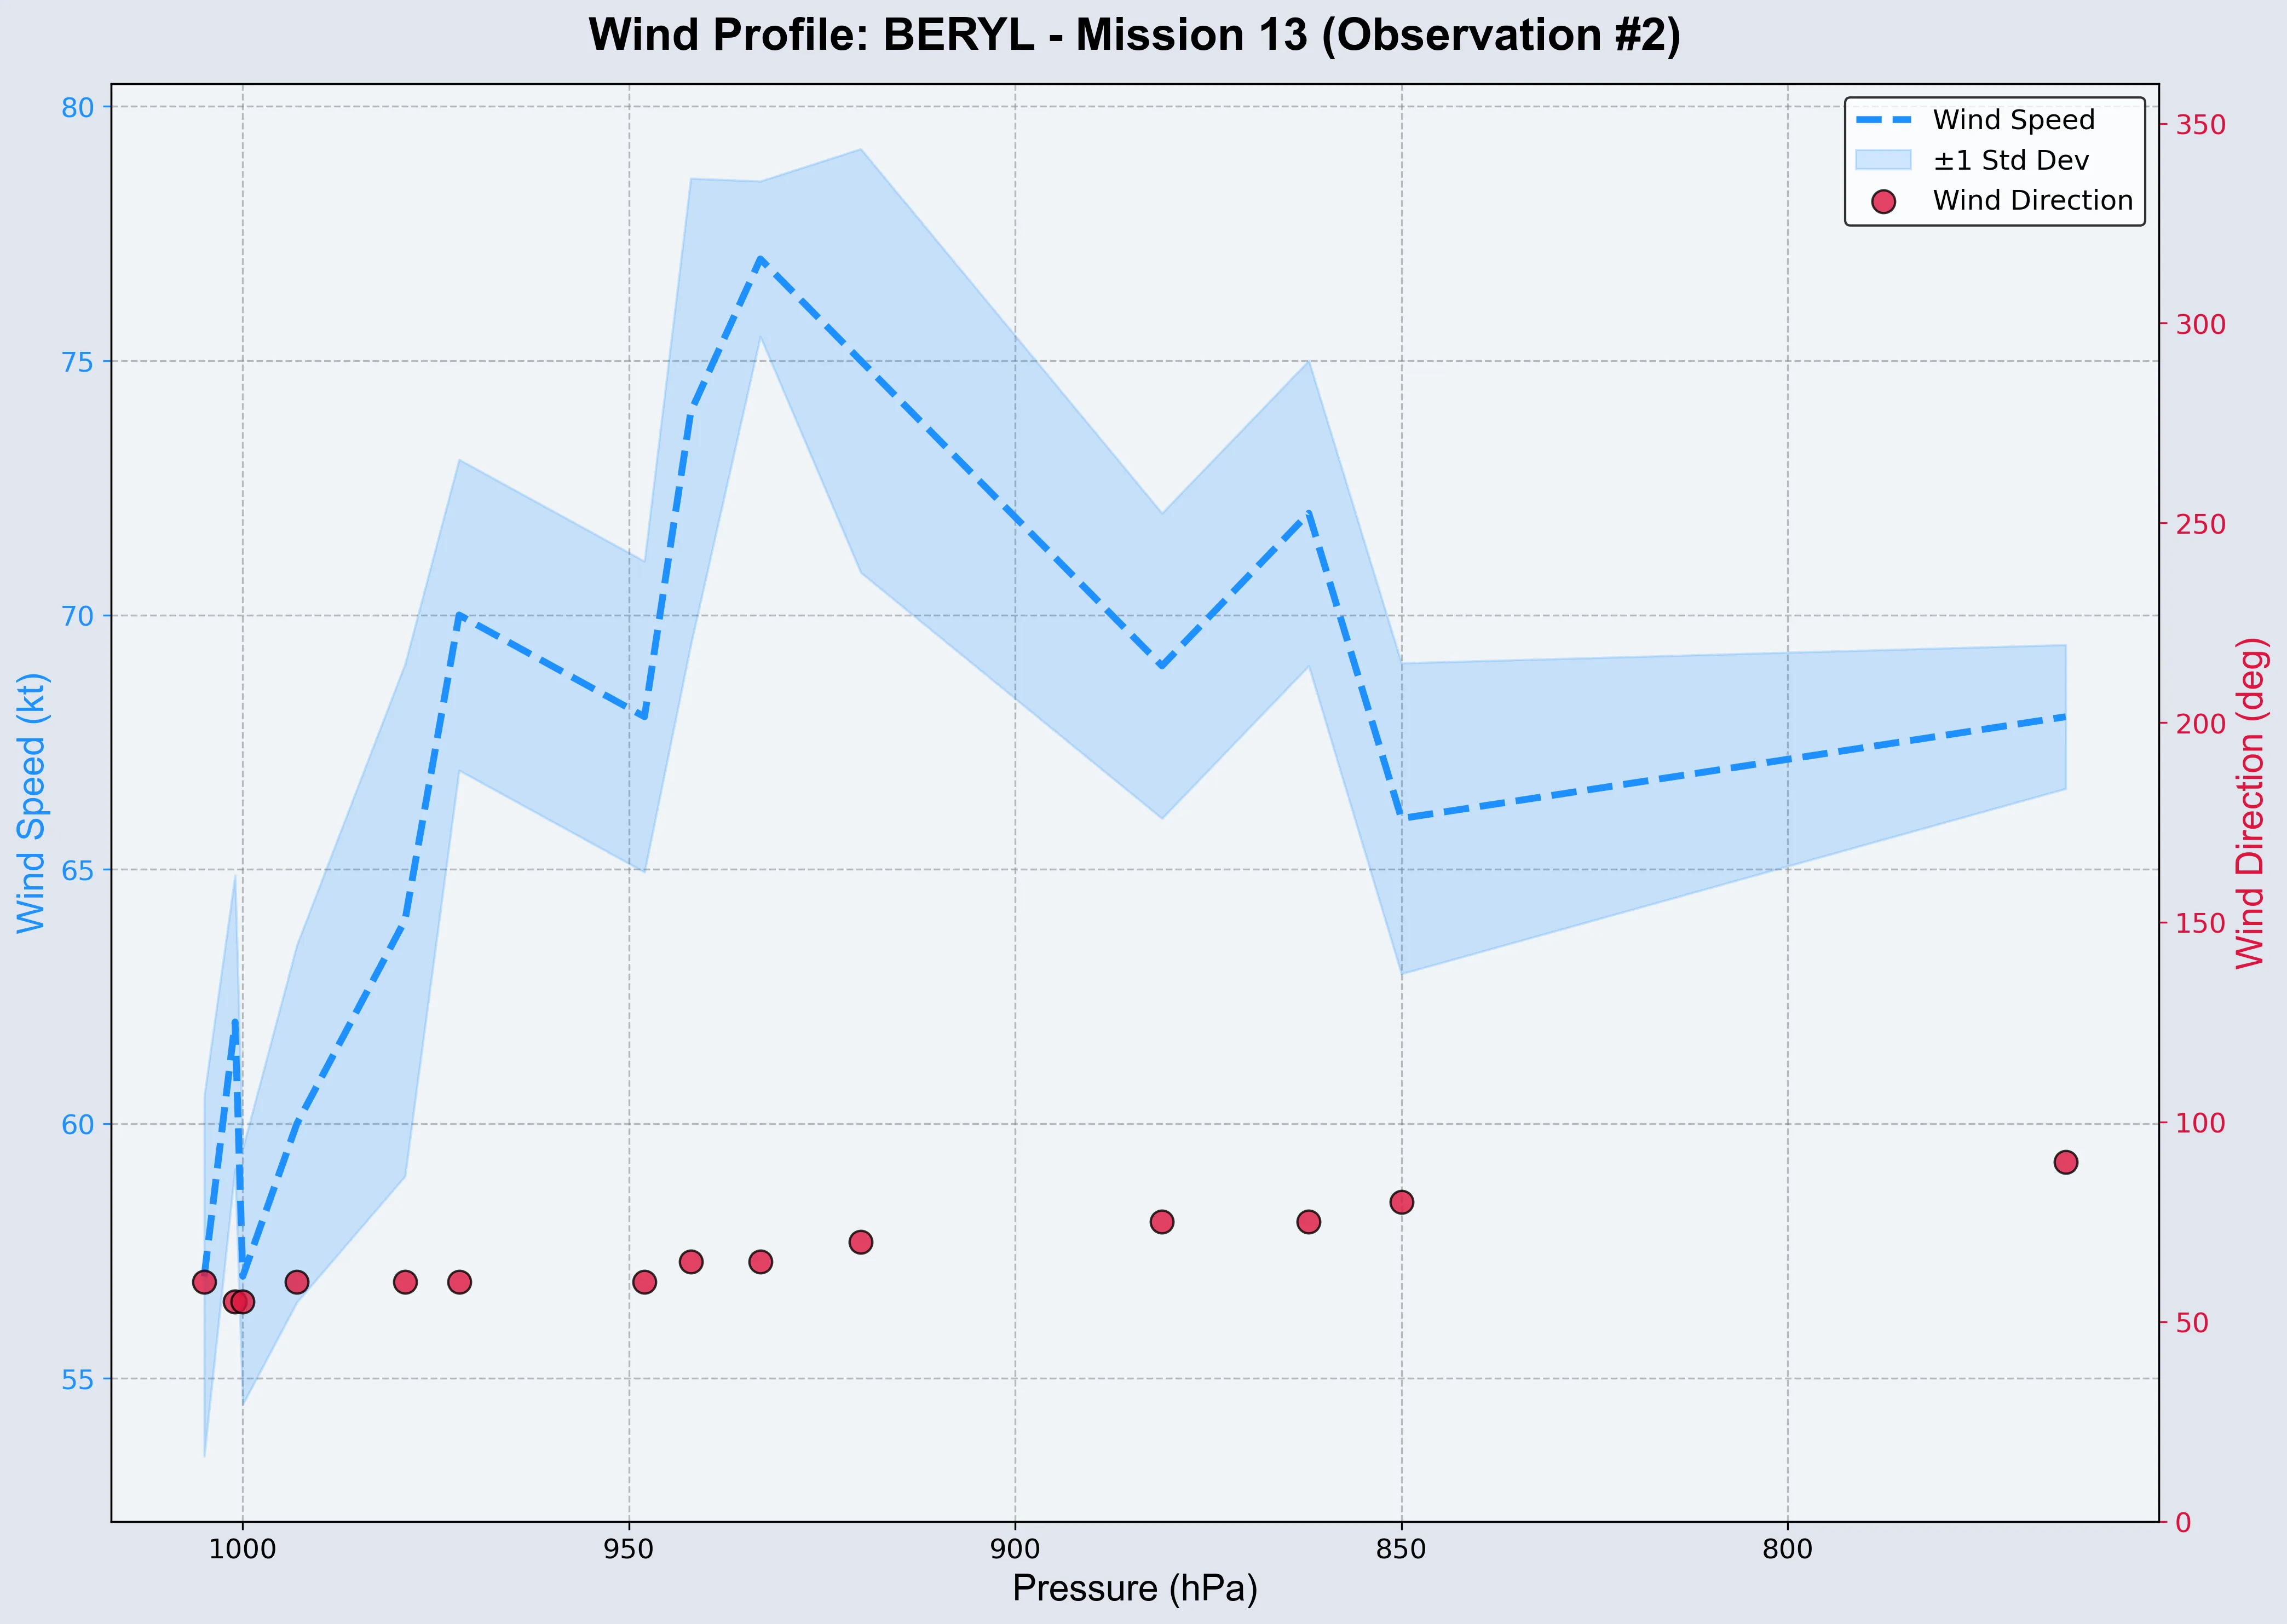 Wind Profile: BERYL - Mission 13 (Observation #2)
Wind Speed
±1 Std Dev
Wind Direction
80
75
70
65
60
55
Wind Speed (kt)
350
300
250
200
150
100
50
0
Wind Direction (deg)
1000
950
900
850
800
Pressure (hPa)